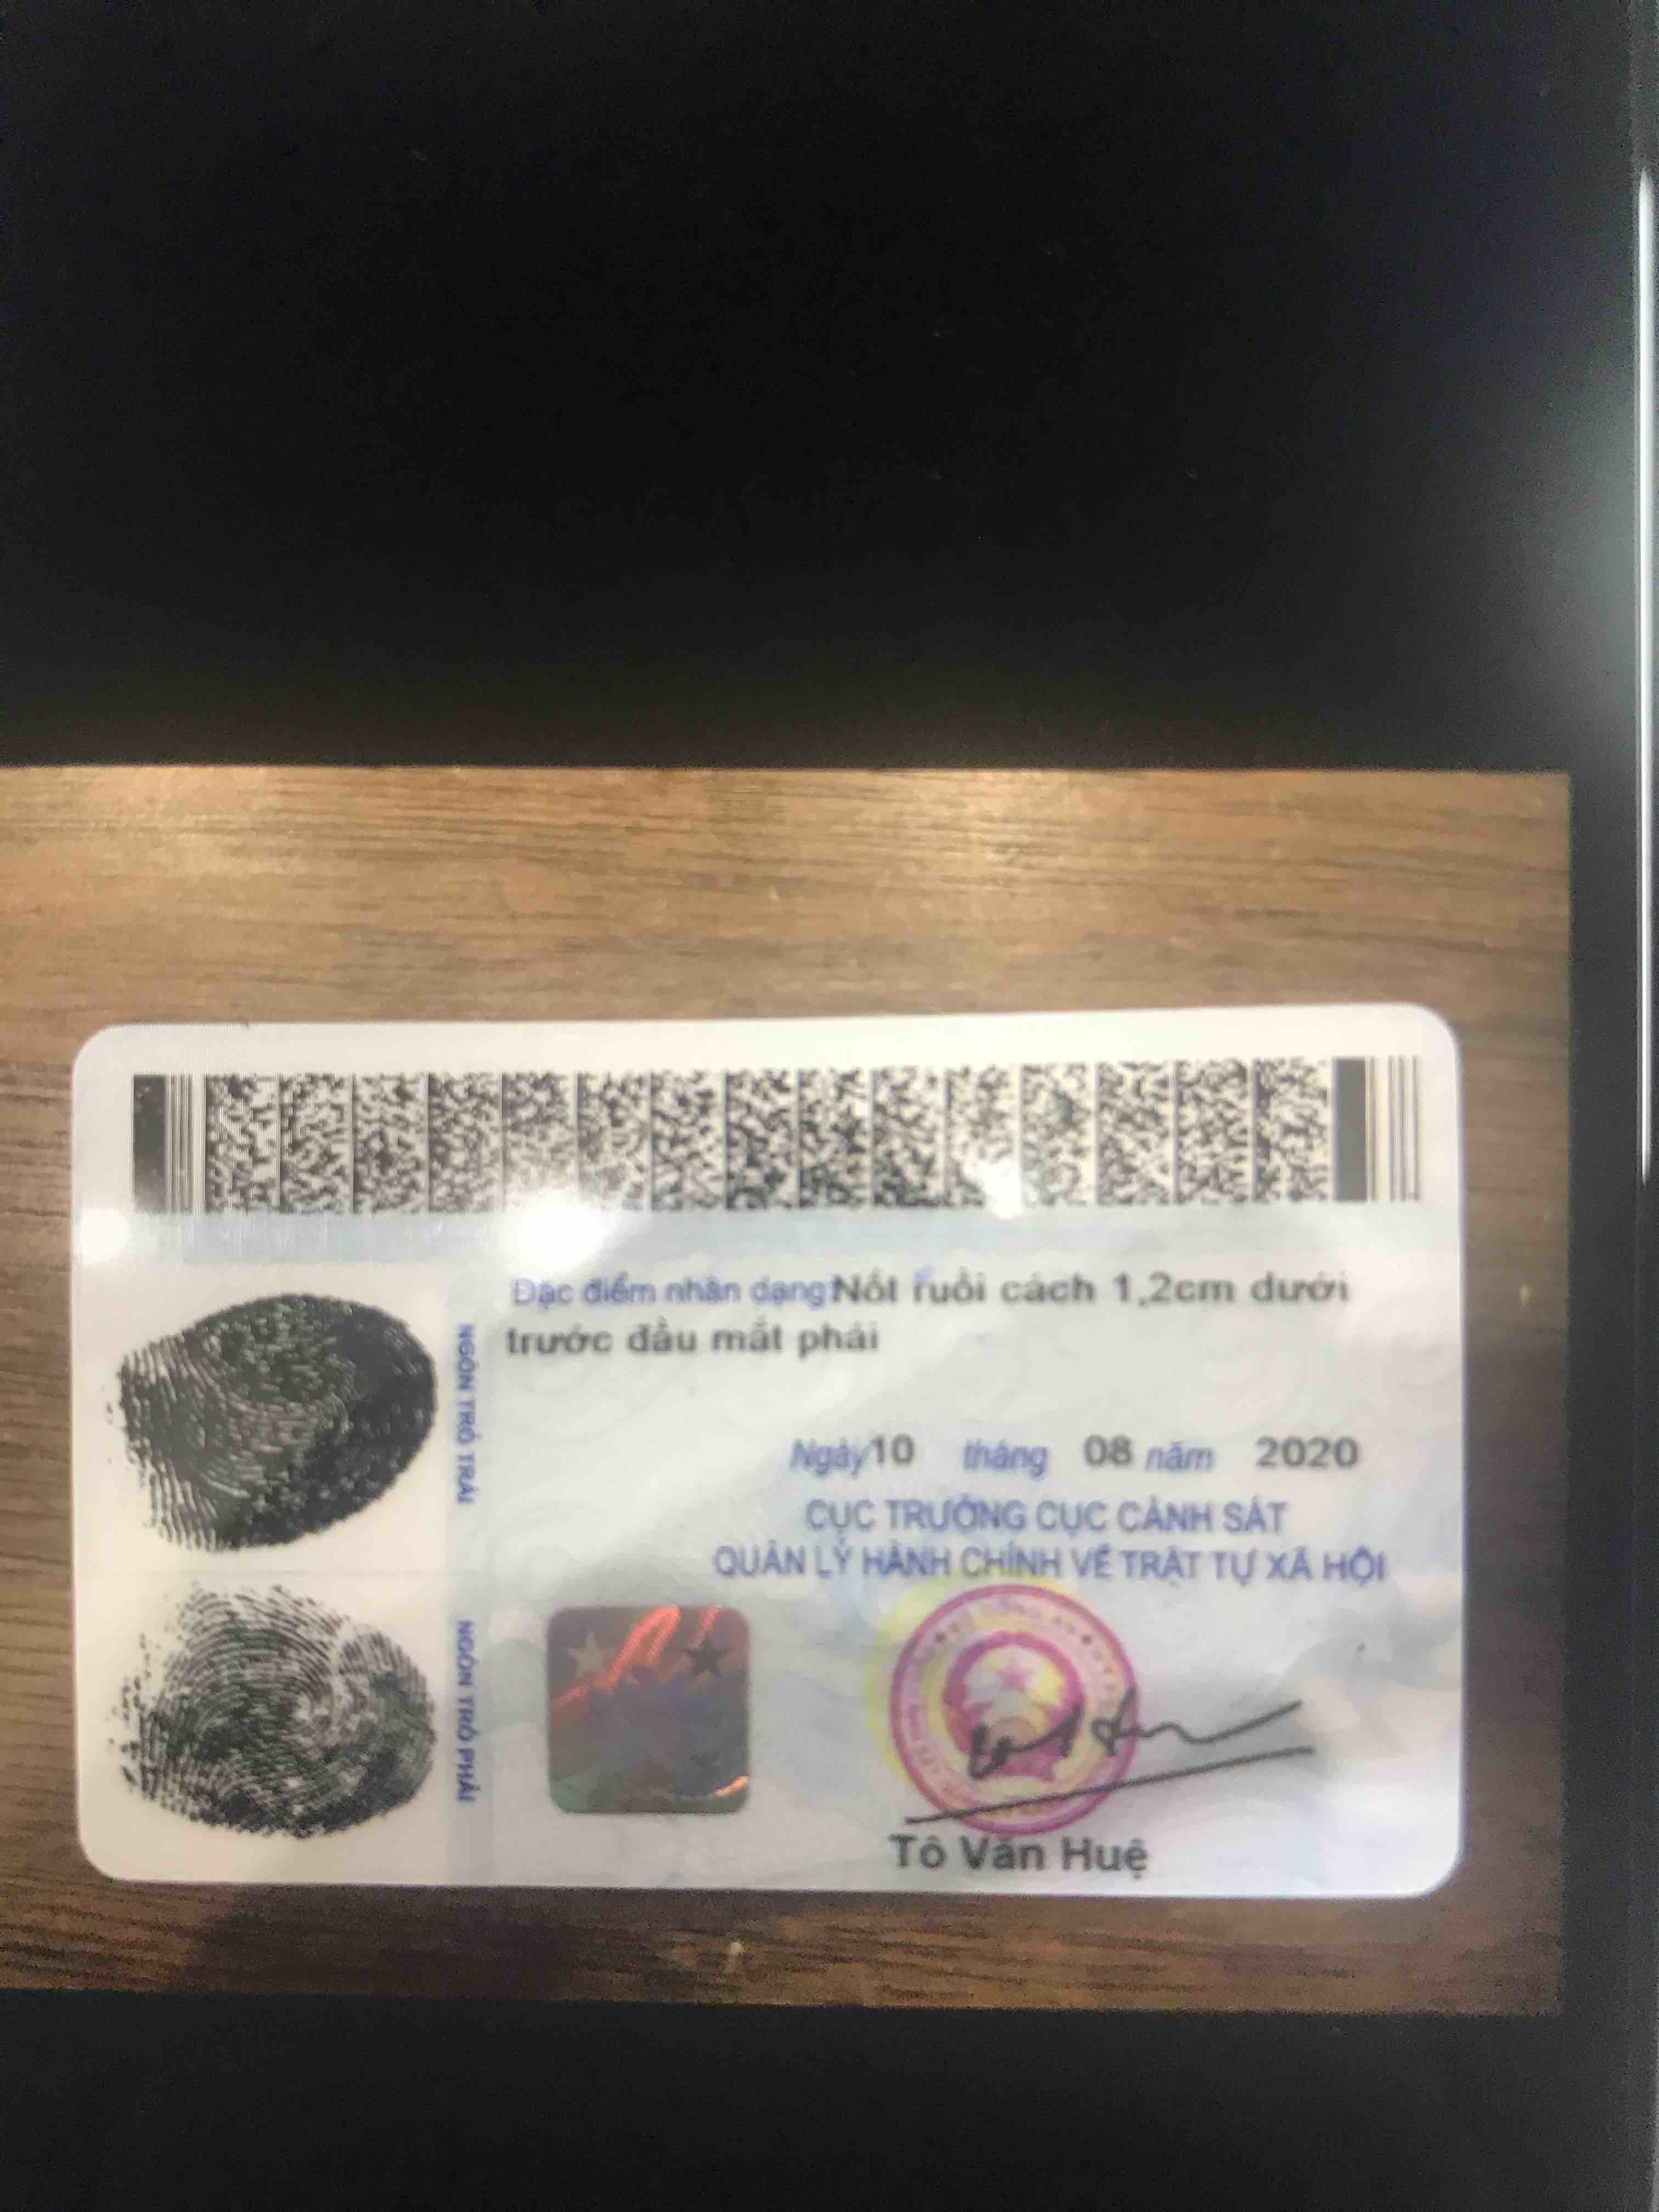 Đặc điểm nhân dạng: Nốt ruồi cách 1,2cm dưới
trước đầu mắt phải
NGÓN TRỎ TRÁI
Ngày 10 tháng 08 năm 2020
CỤC TRƯỞNG CỤC CẢNH SÁT
QUẢN LÝ HÀNH CHÍNH VỀ TRẬT TỰ XÃ HỘI
NGÓN TRỎ PHẢI
Tô Văn Huệ